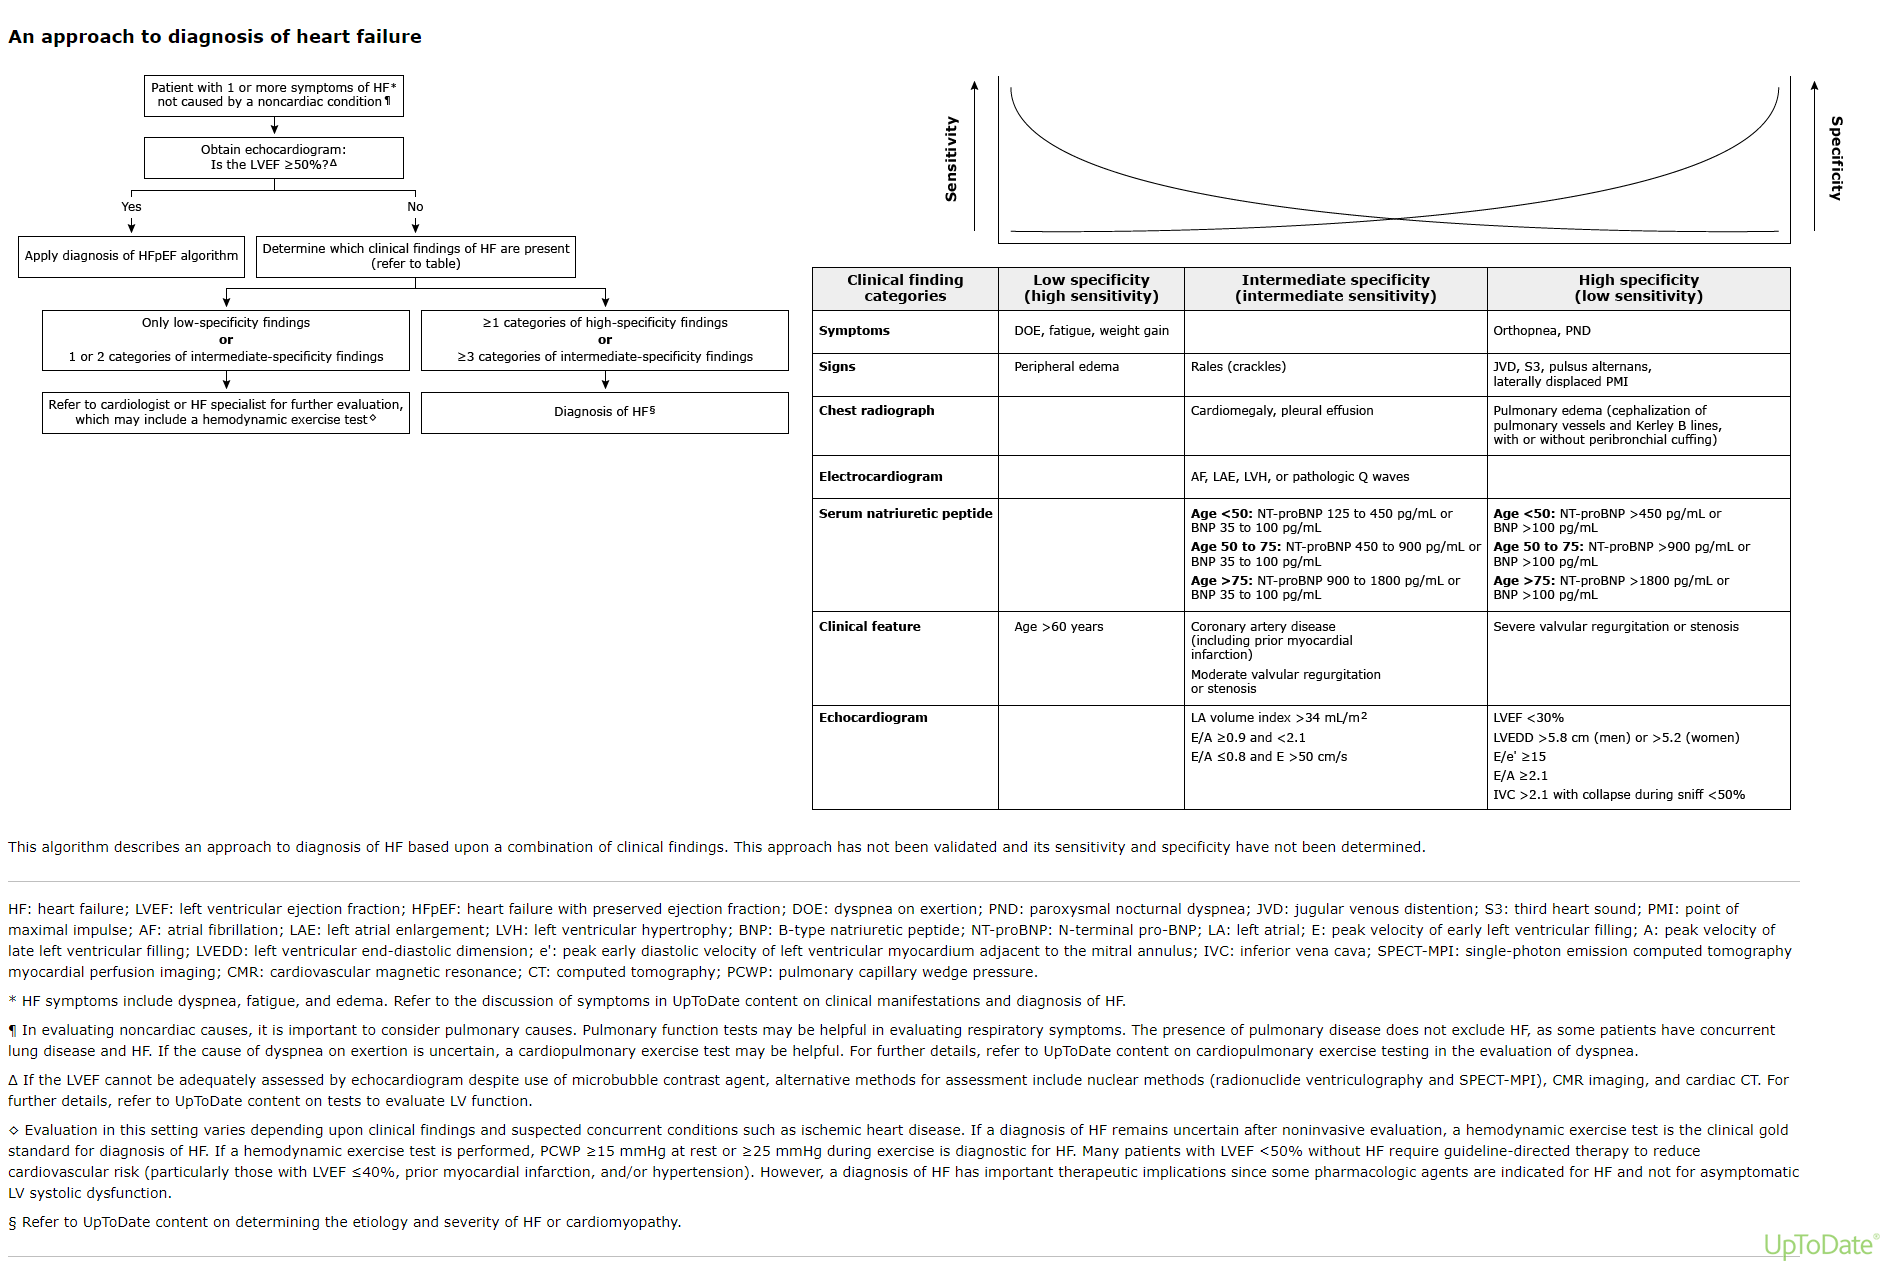 An approach to diagnosis of heart failure
Patient with 1 or more symptoms of HF*
not caused by a noncardiac condition¶
Obtain echocardiogram:
Is the LVEF ≥50%?Δ
Yes
No
Apply diagnosis of HFpEF algorithm
Determine which clinical findings of HF are present
(refer to table)
Only low-specificity findings
or
1 or 2 categories of intermediate-specificity findings
≥1 categories of high-specificity findings
or
≥3 categories of intermediate-specificity findings
Refer to cardiologist or HF specialist for further evaluation,
which may include a hemodynamic exercise test◇
Diagnosis of HF§
Sensitivity
Specificity
Clinical finding
categories
Low specificity
(high sensitivity)
Intermediate specificity
(intermediate sensitivity)
High specificity
(low sensitivity)
Symptoms
DOE, fatigue, weight gain
Orthopnea, PND
Signs
Peripheral edema
Rales (crackles)
JVD, S3, pulsus alternans,
laterally displaced PMI
Chest radiograph
Cardiomegaly, pleural effusion
Pulmonary edema (cephalization of
pulmonary vessels and Kerley B lines,
with or without peribronchial cuffing)
Electrocardiogram
AF, LAE, LVH, or pathologic Q waves
Serum natriuretic peptide
Age <50: NT-proBNP 125 to 450 pg/mL or
BNP 35 to 100 pg/mL
Age 50 to 75: NT-proBNP 450 to 900 pg/mL or
BNP 35 to 100 pg/mL
Age >75: NT-proBNP 900 to 1800 pg/mL or
BNP 35 to 100 pg/mL
Age <50: NT-proBNP >450 pg/mL or
BNP >100 pg/mL
Age 50 to 75: NT-proBNP >900 pg/mL or
BNP >100 pg/mL
Age >75: NT-proBNP >1800 pg/mL or
BNP >100 pg/mL
Clinical feature
Age >60 years
Coronary artery disease
(including prior myocardial
infarction)
Moderate valvular regurgitation
or stenosis
Severe valvular regurgitation or stenosis
Echocardiogram
LA volume index >34 mL/m²
E/A ≥0.9 and <2.1
E/A ≤0.8 and E >50 cm/s
LVEF <30%
LVEDD >5.8 cm (men) or >5.2 (women)
E/e' ≥15
E/A ≥2.1
IVC >2.1 with collapse during sniff <50%
This algorithm describes an approach to diagnosis of HF based upon a combination of clinical findings. This approach has not been validated and its sensitivity and specificity have not been determined.
HF: heart failure; LVEF: left ventricular ejection fraction; HFpEF: heart failure with preserved ejection fraction; DOE: dyspnea on exertion; PND: paroxysmal nocturnal dyspnea; JVD: jugular venous distention; S3: third heart sound; PMI: point of
maximal impulse; AF: atrial fibrillation; LAE: left atrial enlargement; LVH: left ventricular hypertrophy; BNP: B-type natriuretic peptide; NT-proBNP: N-terminal pro-BNP; LA: left atrial; E: peak velocity of early left ventricular filling; A: peak velocity of
late left ventricular filling; LVEDD: left ventricular end-diastolic dimension; e': peak early diastolic velocity of left ventricular myocardium adjacent to the mitral annulus; IVC: inferior vena cava; SPECT-MPI: single-photon emission computed tomography
myocardial perfusion imaging; CMR: cardiovascular magnetic resonance; CT: computed tomography; PCWP: pulmonary capillary wedge pressure.
* HF symptoms include dyspnea, fatigue, and edema. Refer to the discussion of symptoms in UpToDate content on clinical manifestations and diagnosis of HF.
¶ In evaluating noncardiac causes, it is important to consider pulmonary causes. Pulmonary function tests may be helpful in evaluating respiratory symptoms. The presence of pulmonary disease does not exclude HF, as some patients have concurrent
lung disease and HF. If the cause of dyspnea on exertion is uncertain, a cardiopulmonary exercise test may be helpful. For further details, refer to UpToDate content on cardiopulmonary exercise testing in the evaluation of dyspnea.
Δ If the LVEF cannot be adequately assessed by echocardiogram despite use of microbubble contrast agent, alternative methods for assessment include nuclear methods (radionuclide ventriculography and SPECT-MPI), CMR imaging, and cardiac CT. For
further details, refer to UpToDate content on tests to evaluate LV function.
◇ Evaluation in this setting varies depending upon clinical findings and suspected concurrent conditions such as ischemic heart disease. If a diagnosis of HF remains uncertain after noninvasive evaluation, a hemodynamic exercise test is the clinical gold
standard for diagnosis of HF. If a hemodynamic exercise test is performed, PCWP ≥15 mmHg at rest or ≥25 mmHg during exercise is diagnostic for HF. Many patients with LVEF <50% without HF require guideline-directed therapy to reduce
cardiovascular risk (particularly those with LVEF ≤40%, prior myocardial infarction, and/or hypertension). However, a diagnosis of HF has important therapeutic implications since some pharmacologic agents are indicated for HF and not for asymptomatic
LV systolic dysfunction.
§ Refer to UpToDate content on determining the etiology and severity of HF or cardiomyopathy.
UpToDate®